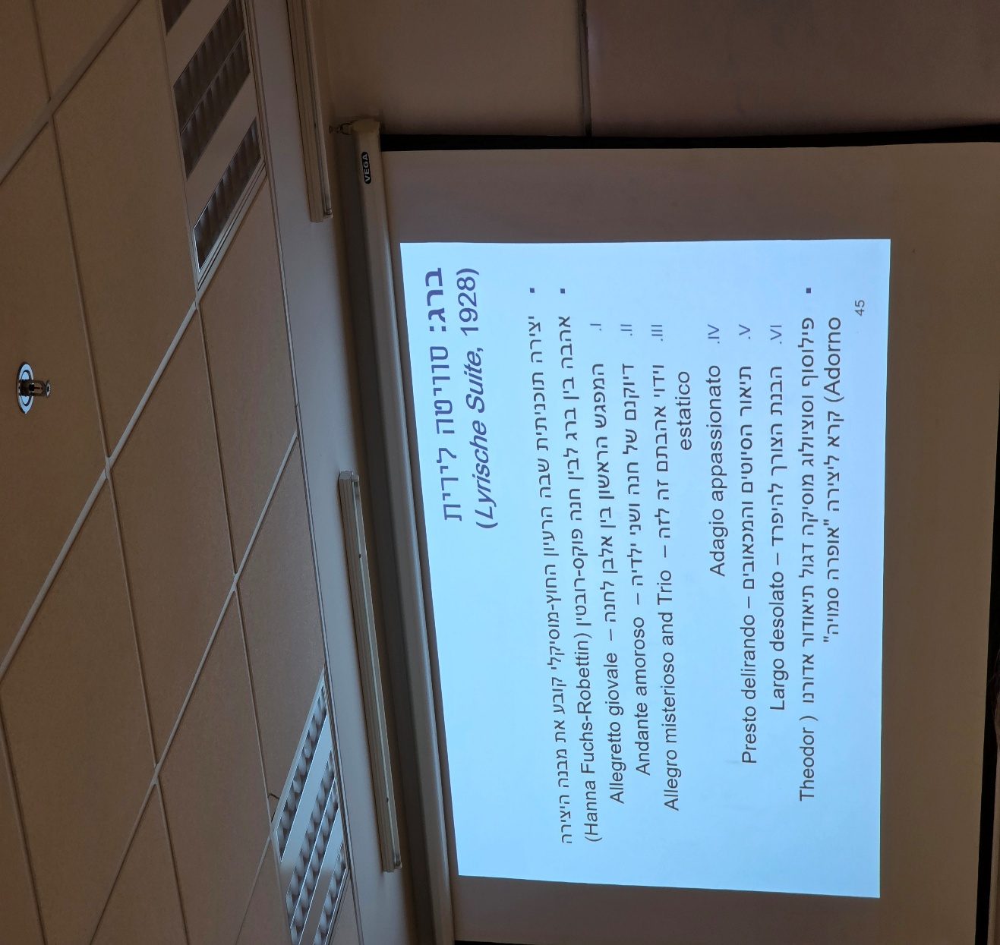 VEGA
ברג: סוויטה לירית
(Lyrische Suite, 1928)
▪ יצירה תוכניתית שבה הרעיון החוץ-מוסיקלי קובע את מבנה היצירה
▪ אהבה בין ברג לבין חנה פוקס-רובטין (Hanna Fuchs-Robettin)
I. המפגש הראשון בין אלבן לחנה – Allegretto giovale
II. דיוקנם של חנה ושני ילדיה – Andante amoroso
III. וידוי אהבתם זה לזה – Allegro misterioso and Trio
estatico
IV. Adagio appassionato
V. תיאור הסיוטים והמכאובים – Presto delirando
VI. הבנת הצורך להיפרד – Largo desolato
▪ פילוסוף וסוציולוג מוסיקה דגול תיאודור אדורנו ( Theodor
Adorno) קרא ליצירה "אופרה סמויה"
45